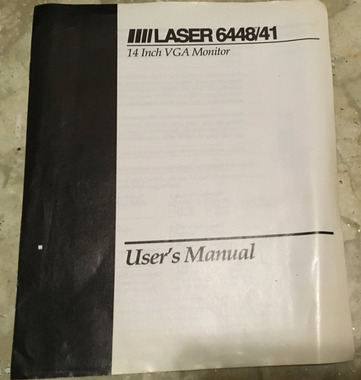 LASER 6448/41
14 Inch VGA Monitor
User's Manual